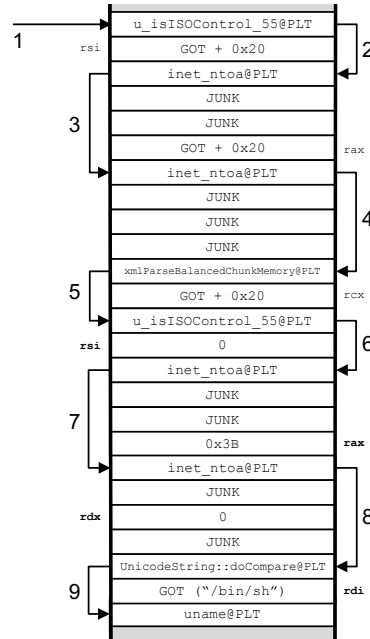 1
u_isISOControl_55@PLT
2
rsi
GOT + 0x20
inet_ntoa@PLT
3
JUNK
JUNK
GOT + 0x20
rax
inet_ntoa@PLT
JUNK
4
JUNK
JUNK
xmlParseBalancedChunkMemory@PLT
5
GOT + 0x20
rcx
u_isISOControl_55@PLT
6
rsi
0
inet_ntoa@PLT
7
JUNK
JUNK
0x3B
rax
inet_ntoa@PLT
JUNK
8
rdx
0
JUNK
UnicodeString::doCompare@PLT
9
GOT ("/bin/sh")
rdi
uname@PLT